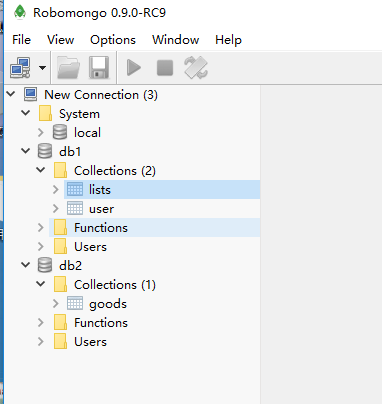 Robomongo 0.9.0-RC9
File View Options Window Help
New Connection (3)
System
local
db1
Collections (2)
lists
user
Functions
Users
db2
Collections (1)
goods
Functions
Users